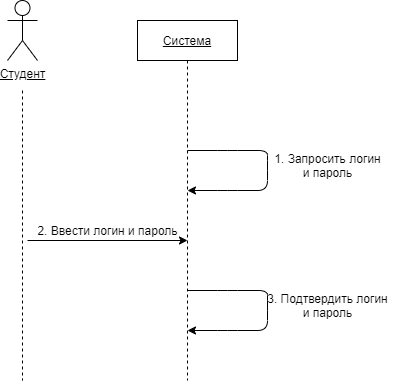 Студент
Система
1. Запросить логин
и пароль
2. Ввести логин и пароль
3. Подтвердить логин
и пароль